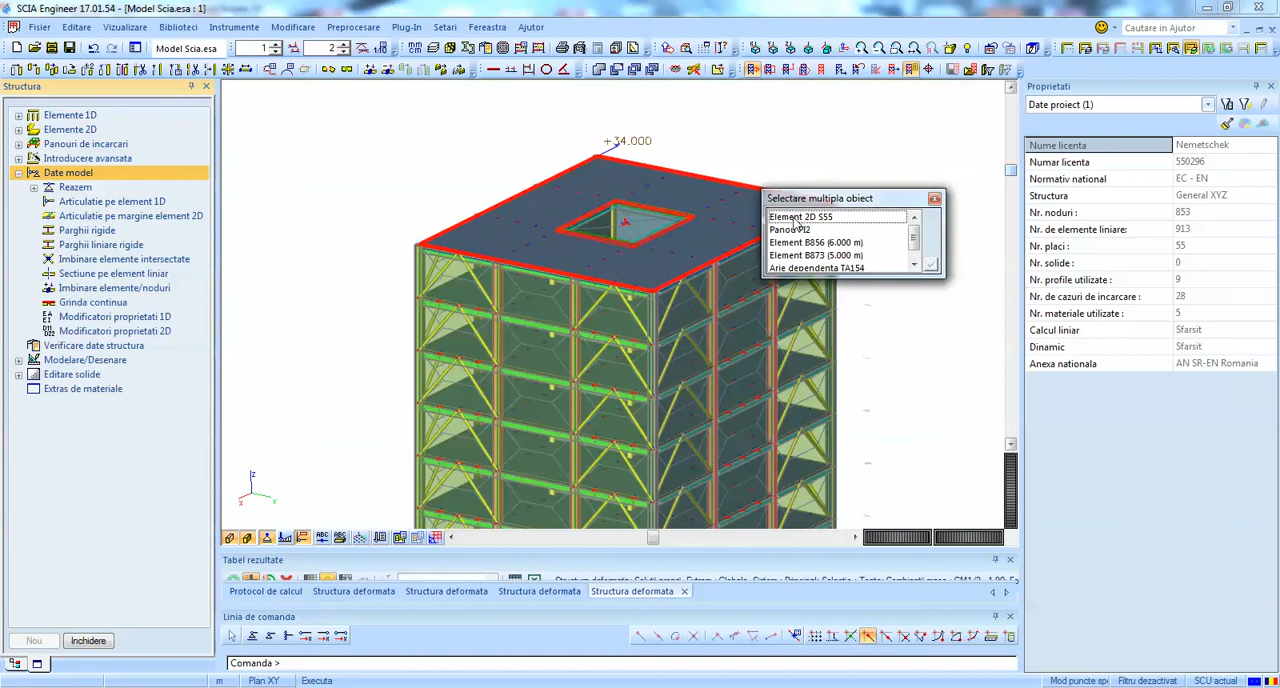 SCIA Engineer 17.01.54 - [Model Scia.esa : 1]
Fisier Editare Vizualizare Biblioteci Instrumente Modificare Preprocesare Plug-In Setari Fereastra Ajutor
Cautare in Ajutor
Model Scia.esa 1 2
Structura
Elemente 1D
Elemente 2D
Panouri de incarcari
Introducere avansata
Date model
Reazem
Articulatie pe element 1D
Articulatie pe margine element 2D
Parghii rigide
Parghii liniare rigide
Imbinare elemente intersectate
Sectiune pe element liniar
Imbinare elemente/noduri
Grinda continua
Modificatori proprietati 1D
Modificatori proprietati 2D
Verificare date structura
Modelare/Desenare
Editare solide
Extras de materiale
Nou Inchidere
+34.000
Selectare multipla obiect
Element 2D S55
Element B856 (6.000 m)
Element B873 (5.000 m)
Arie dependenta TA154
Proprietati
Date proiect (1)
Nume licenta Nemetschek
Numar licenta 550296
Normativ national EC - EN
Structura General XYZ
Nr. noduri : 853
Nr. de elemente liniare: 913
Nr. placi : 55
Nr. solide : 0
Nr. profile utilizate : 9
Nr. de cazuri de incarcare : 28
Nr. materiale utilizate : 5
Calcul liniar Sfarsit
Dinamic Sfarsit
Anexa nationala AN SR-EN Romania
Tabel rezultate
Protocol de calcul Structura deformata Structura deformata Structura deformata Structura deformata
Linia de comanda
Comanda >
m Plan XY Executa Mod puncte sp Filtru dezactivat SCU actual